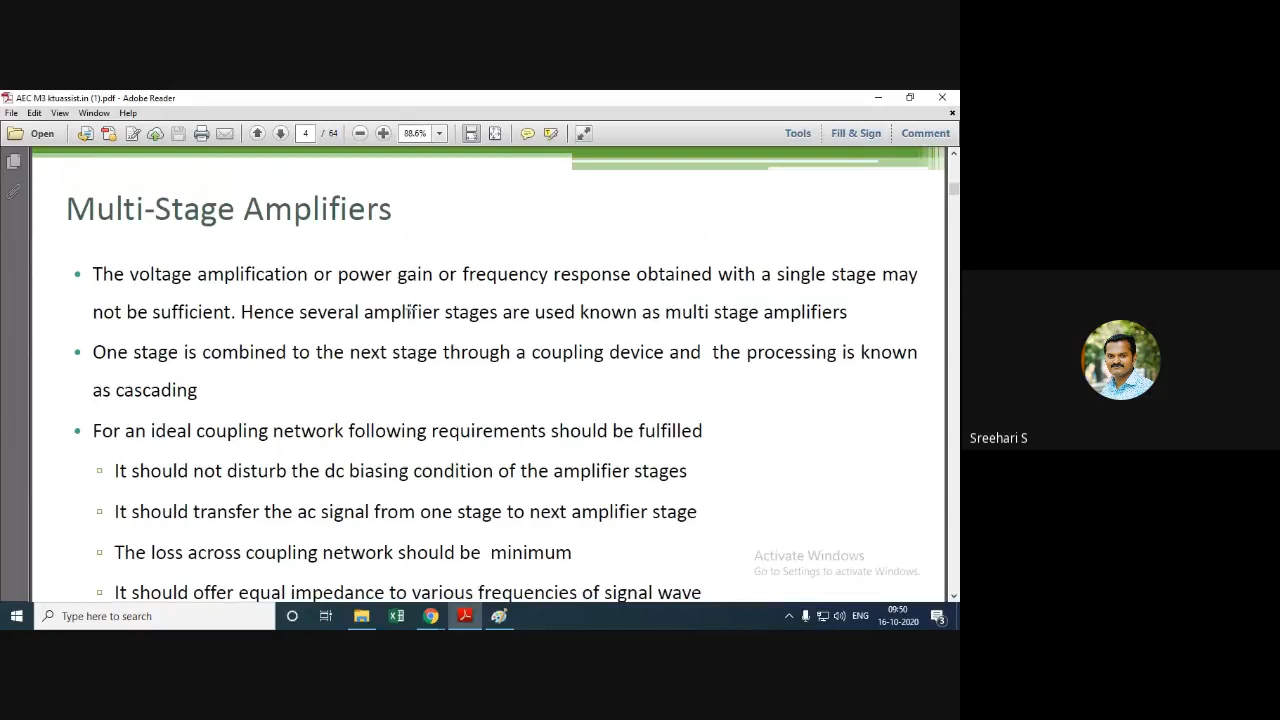 AEC M3 ktuassist.in (1).pdf - Adobe Reader
File Edit View Window Help
Open 4 / 64 88.6% Tools Fill & Sign Comment
Multi-Stage Amplifiers
• The voltage amplification or power gain or frequency response obtained with a single stage may
not be sufficient. Hence several amplifier stages are used known as multi stage amplifiers
• One stage is combined to the next stage through a coupling device and the processing is known
as cascading
• For an ideal coupling network following requirements should be fulfilled
▫ It should not disturb the dc biasing condition of the amplifier stages
▫ It should transfer the ac signal from one stage to next amplifier stage
▫ The loss across coupling network should be minimum
▫ It should offer equal impedance to various frequencies of signal wave
Activate Windows
Go to Settings to activate Windows.
Type here to search
ENG
09:50
16-10-2020
3
Sreehari S